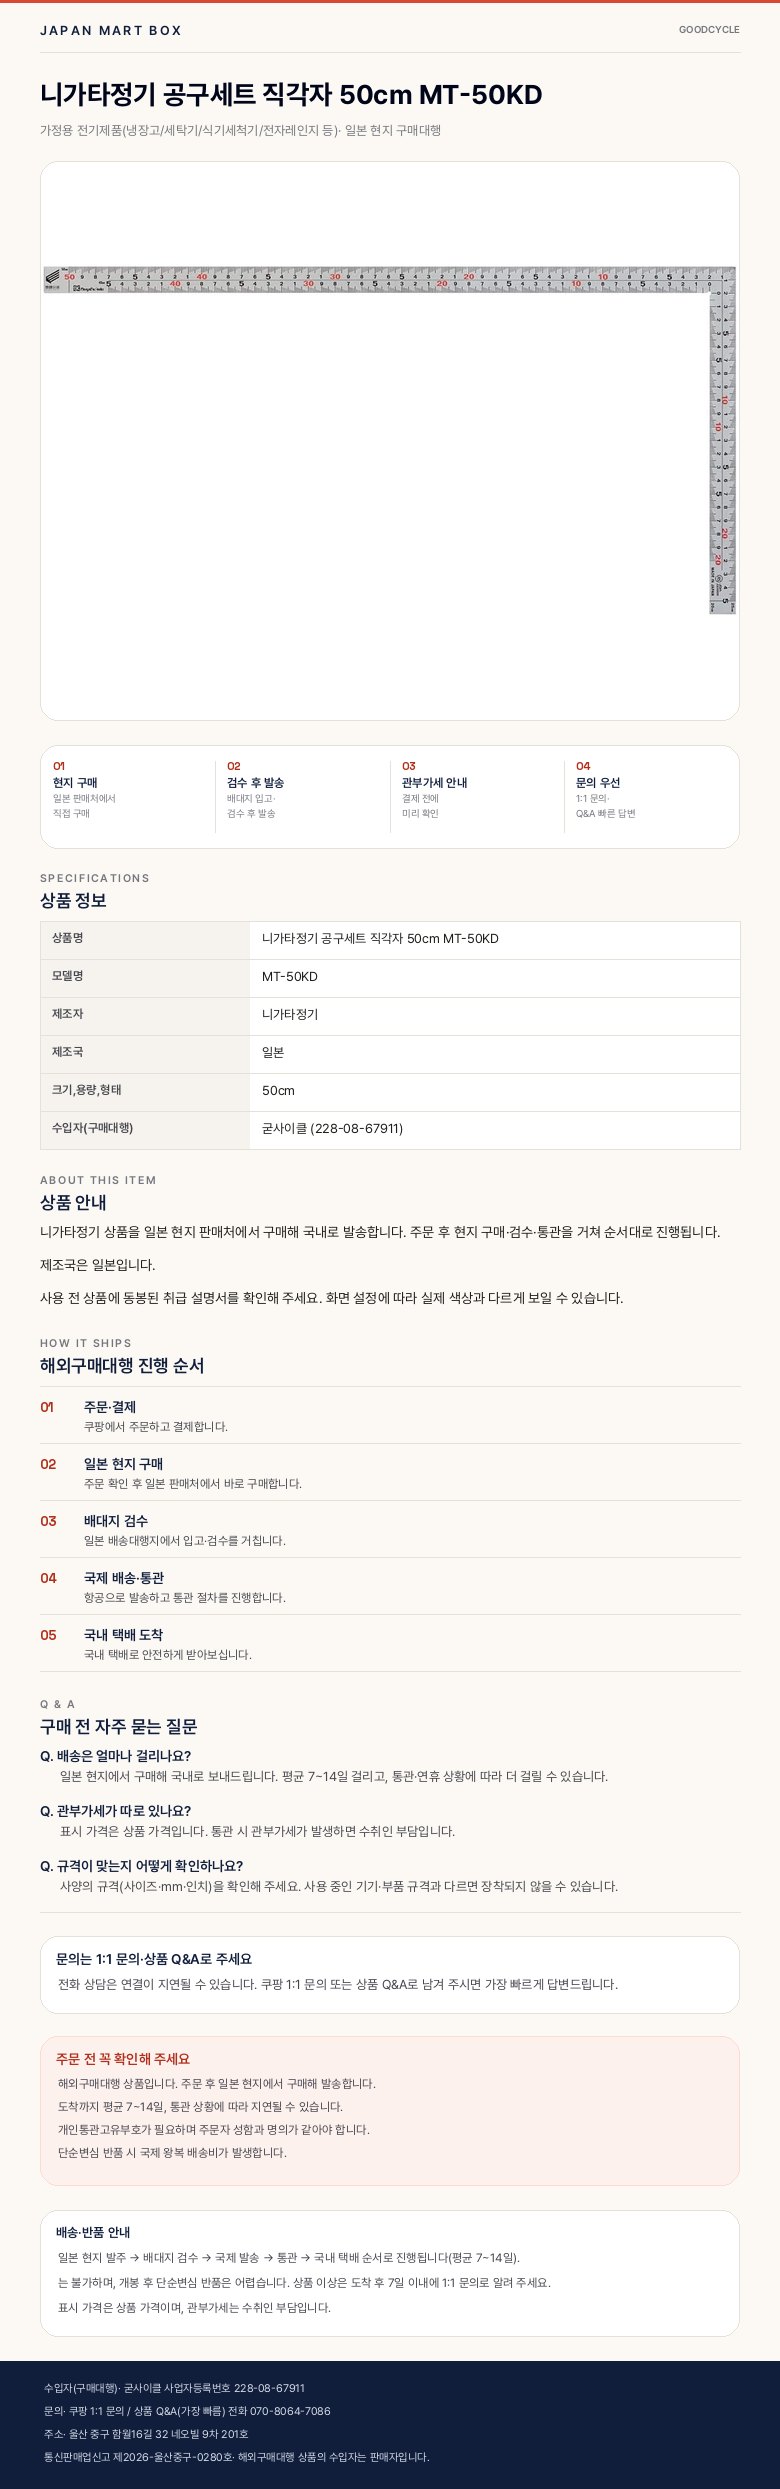 JAPAN MART BOX
GOODCYCLE
니가타정기 공구세트 직각자 50cm MT-50KD
가정용 전기제품(냉장고/세탁기/식기세척기/전자레인지 등)· 일본 현지 구매대행
01
현지 구매
일본 판매처에서
직접 구매
02
검수 후 발송
배대지 입고·
검수 후 발송
03
관부가세 안내
결제 전에
미리 확인
04
문의 우선
1:1 문의·
Q&A 빠른 답변
SPECIFICATIONS
상품 정보
상품명
니가타정기 공구세트 직각자 50cm MT-50KD
모델명
MT-50KD
제조자
니가타정기
제조국
일본
크기,용량,형태
50cm
수입자(구매대행)
굳사이클 (228-08-67911)
ABOUT THIS ITEM
상품 안내
니가타정기 상품을 일본 현지 판매처에서 구매해 국내로 발송합니다. 주문 후 현지 구매·검수·통관을 거쳐 순서대로 진행됩니다.
제조국은 일본입니다.
사용 전 상품에 동봉된 취급 설명서를 확인해 주세요. 화면 설정에 따라 실제 색상과 다르게 보일 수 있습니다.
HOW IT SHIPS
해외구매대행 진행 순서
01
주문·결제
쿠팡에서 주문하고 결제합니다.
02
일본 현지 구매
주문 확인 후 일본 판매처에서 바로 구매합니다.
03
배대지 검수
일본 배송대행지에서 입고·검수를 거칩니다.
04
국제 배송·통관
항공으로 발송하고 통관 절차를 진행합니다.
05
국내 택배 도착
국내 택배로 안전하게 받아보십니다.
Q & A
구매 전 자주 묻는 질문
Q. 배송은 얼마나 걸리나요?
일본 현지에서 구매해 국내로 보내드립니다. 평균 7~14일 걸리고, 통관·연휴 상황에 따라 더 걸릴 수 있습니다.
Q. 관부가세가 따로 있나요?
표시 가격은 상품 가격입니다. 통관 시 관부가세가 발생하면 수취인 부담입니다.
Q. 규격이 맞는지 어떻게 확인하나요?
사양의 규격(사이즈·mm·인치)을 확인해 주세요. 사용 중인 기기·부품 규격과 다르면 장착되지 않을 수 있습니다.
문의는 1:1 문의·상품 Q&A로 주세요
전화 상담은 연결이 지연될 수 있습니다. 쿠팡 1:1 문의 또는 상품 Q&A로 남겨 주시면 가장 빠르게 답변드립니다.
주문 전 꼭 확인해 주세요
해외구매대행 상품입니다. 주문 후 일본 현지에서 구매해 발송합니다.
도착까지 평균 7~14일, 통관 상황에 따라 지연될 수 있습니다.
개인통관고유부호가 필요하며 주문자 성함과 명의가 같아야 합니다.
단순변심 반품 시 국제 왕복 배송비가 발생합니다.
배송·반품 안내
일본 현지 발주 → 배대지 검수 → 국제 발송 → 통관 → 국내 택배 순서로 진행됩니다(평균 7~14일).
는 불가하며, 개봉 후 단순변심 반품은 어렵습니다. 상품 이상은 도착 후 7일 이내에 1:1 문의로 알려 주세요.
표시 가격은 상품 가격이며, 관부가세는 수취인 부담입니다.
수입자(구매대행)· 굳사이클 사업자등록번호 228-08-67911
문의· 쿠팡 1:1 문의 / 상품 Q&A(가장 빠름) 전화 070-8064-7086
주소· 울산 중구 함월16길 32 네오빌 9차 201호
통신판매업신고 제2026-울산중구-0280호· 해외구매대행 상품의 수입자는 판매자입니다.